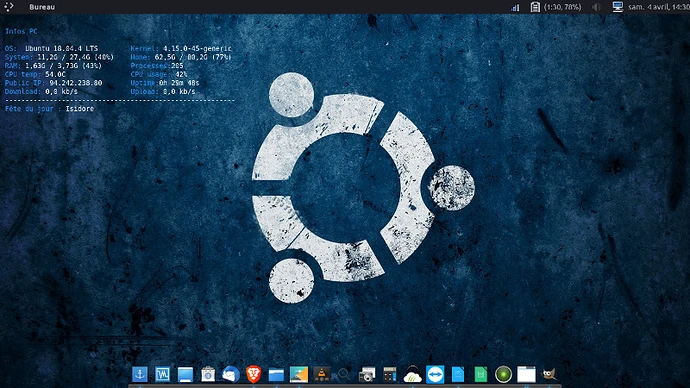 Bureau
(1:30, 78%)
sam. 4 avril, 14:30
Infos PC
OS: Ubuntu 18.04.4 LTS Kernel: 4.15.0-45-generic
System: 11,2G / 27,4G (40%) Home: 62,5G / 80,2G (77%)
RAM: 1,63G / 3,73G (43%) Processes 205
CPU temp: 54.0C CPU usage: 42%
Public IP: 94.242.238.80 Uptime 0h 25m 48s
Download: 0,0 kb/s Upload: 0,0 kb/s
Fête du jour : Isidore